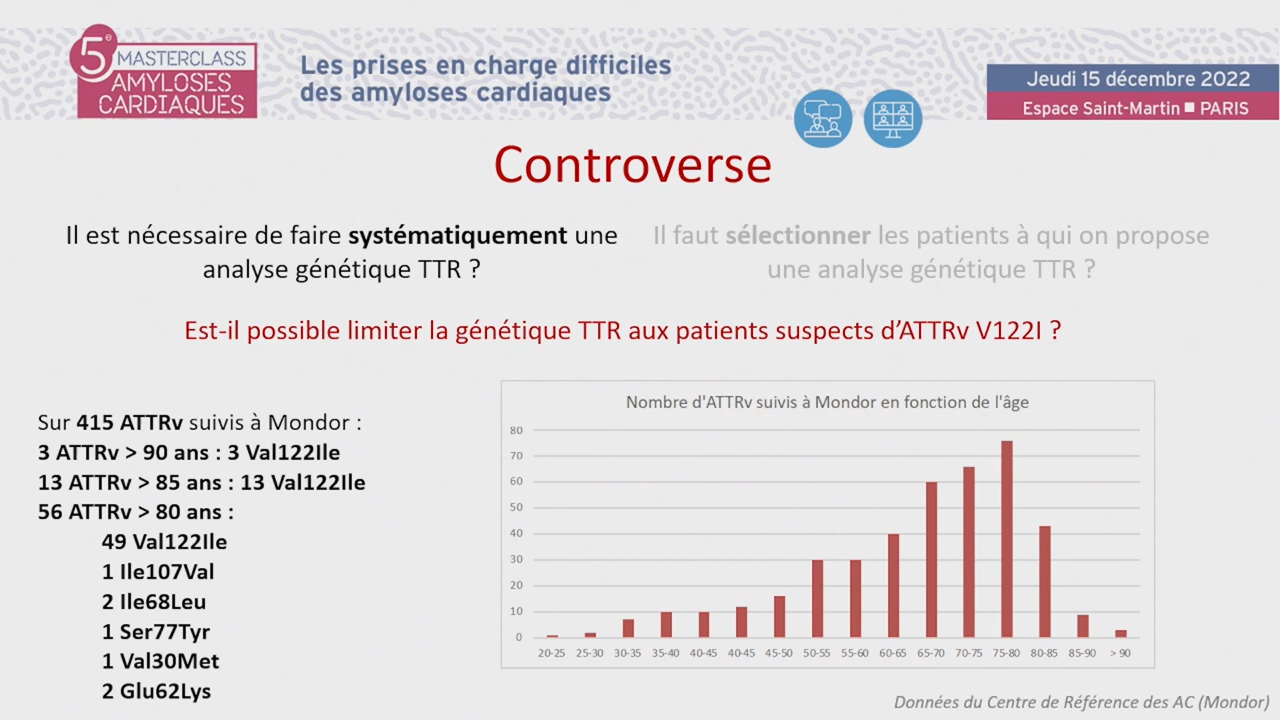 5e MASTERCLASS
AMYLOSES
CARDIAQUES
Les prises en charge difficiles
des amyloses cardiaques
Jeudi 15 décembre 2022
Espace Saint-Martin ■ PARIS
Controverse
Il est nécessaire de faire systématiquement une
analyse génétique TTR ?
Il faut sélectionner les patients à qui on propose
une analyse génétique TTR ?
Est-il possible limiter la génétique TTR aux patients suspects d’ATTRv V122I ?
Sur 415 ATTRv suivis à Mondor :
3 ATTRv > 90 ans : 3 Val122Ile
13 ATTRv > 85 ans : 13 Val122Ile
56 ATTRv > 80 ans :
49 Val122Ile
1 Ile107Val
2 Ile68Leu
1 Ser77Tyr
1 Val30Met
2 Glu62Lys
Nombre d'ATTRv suivis à Mondor en fonction de l'âge
80
70
60
50
40
30
20
10
0
20-25 25-30 30-35 35-40 40-45 40-45 45-50 50-55 55-60 60-65 65-70 70-75 75-80 80-85 85-90 > 90
Données du Centre de Référence des AC (Mondor)